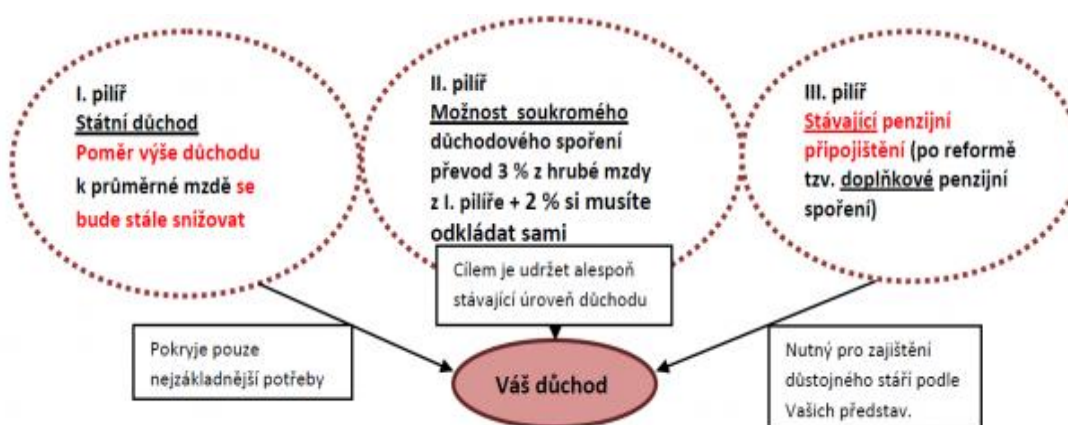 I. pilíř
Státní důchod
Poměr výše důchodu
k průměrné mzdě se
bude stále snižovat
II. pilíř
Možnost soukromého
důchodového spoření
převod 3 % z hrubé mzdy
z I. pilíře + 2 % si musíte
odkládat sami
III. pilíř
Stávající penzijní
připojištění (po reformě
tzv. doplňkové penzijní
spoření)
Cílem je udržet alespoň
stávající úroveň důchodu
Pokryje pouze
nejzákladnější potřeby
Váš důchod
Nutný pro zajištění
důstojného stáří podle
Vašich představ.